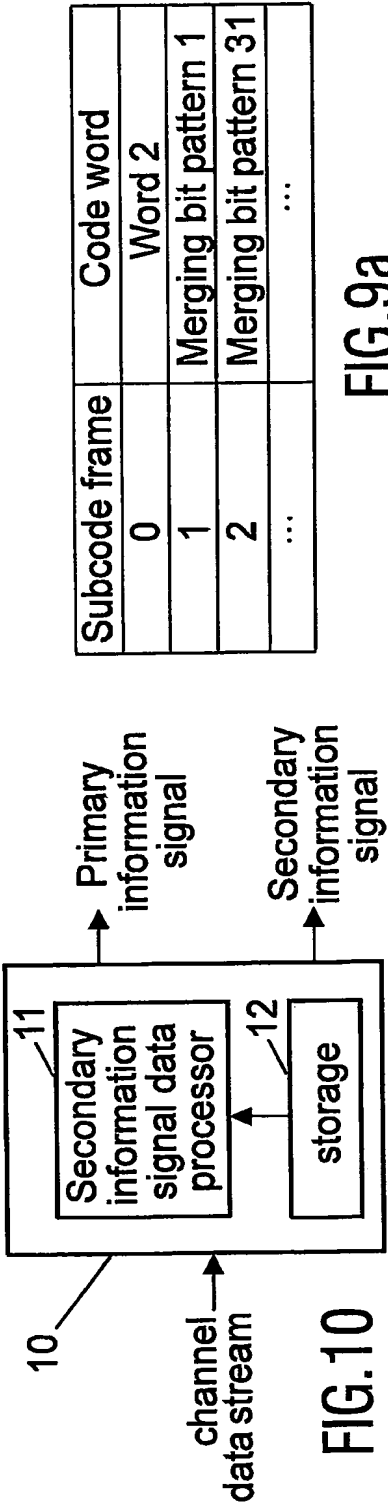 10
channel
data stream
11
Secondary
information
signal data
processor
12
storage
Primary
information
signal
Secondary
information
signal
FIG.10
Subcode frame Code word
0 Word 2
1 Merging bit pattern 1
2 Merging bit pattern 31
... ...
FIG.9a